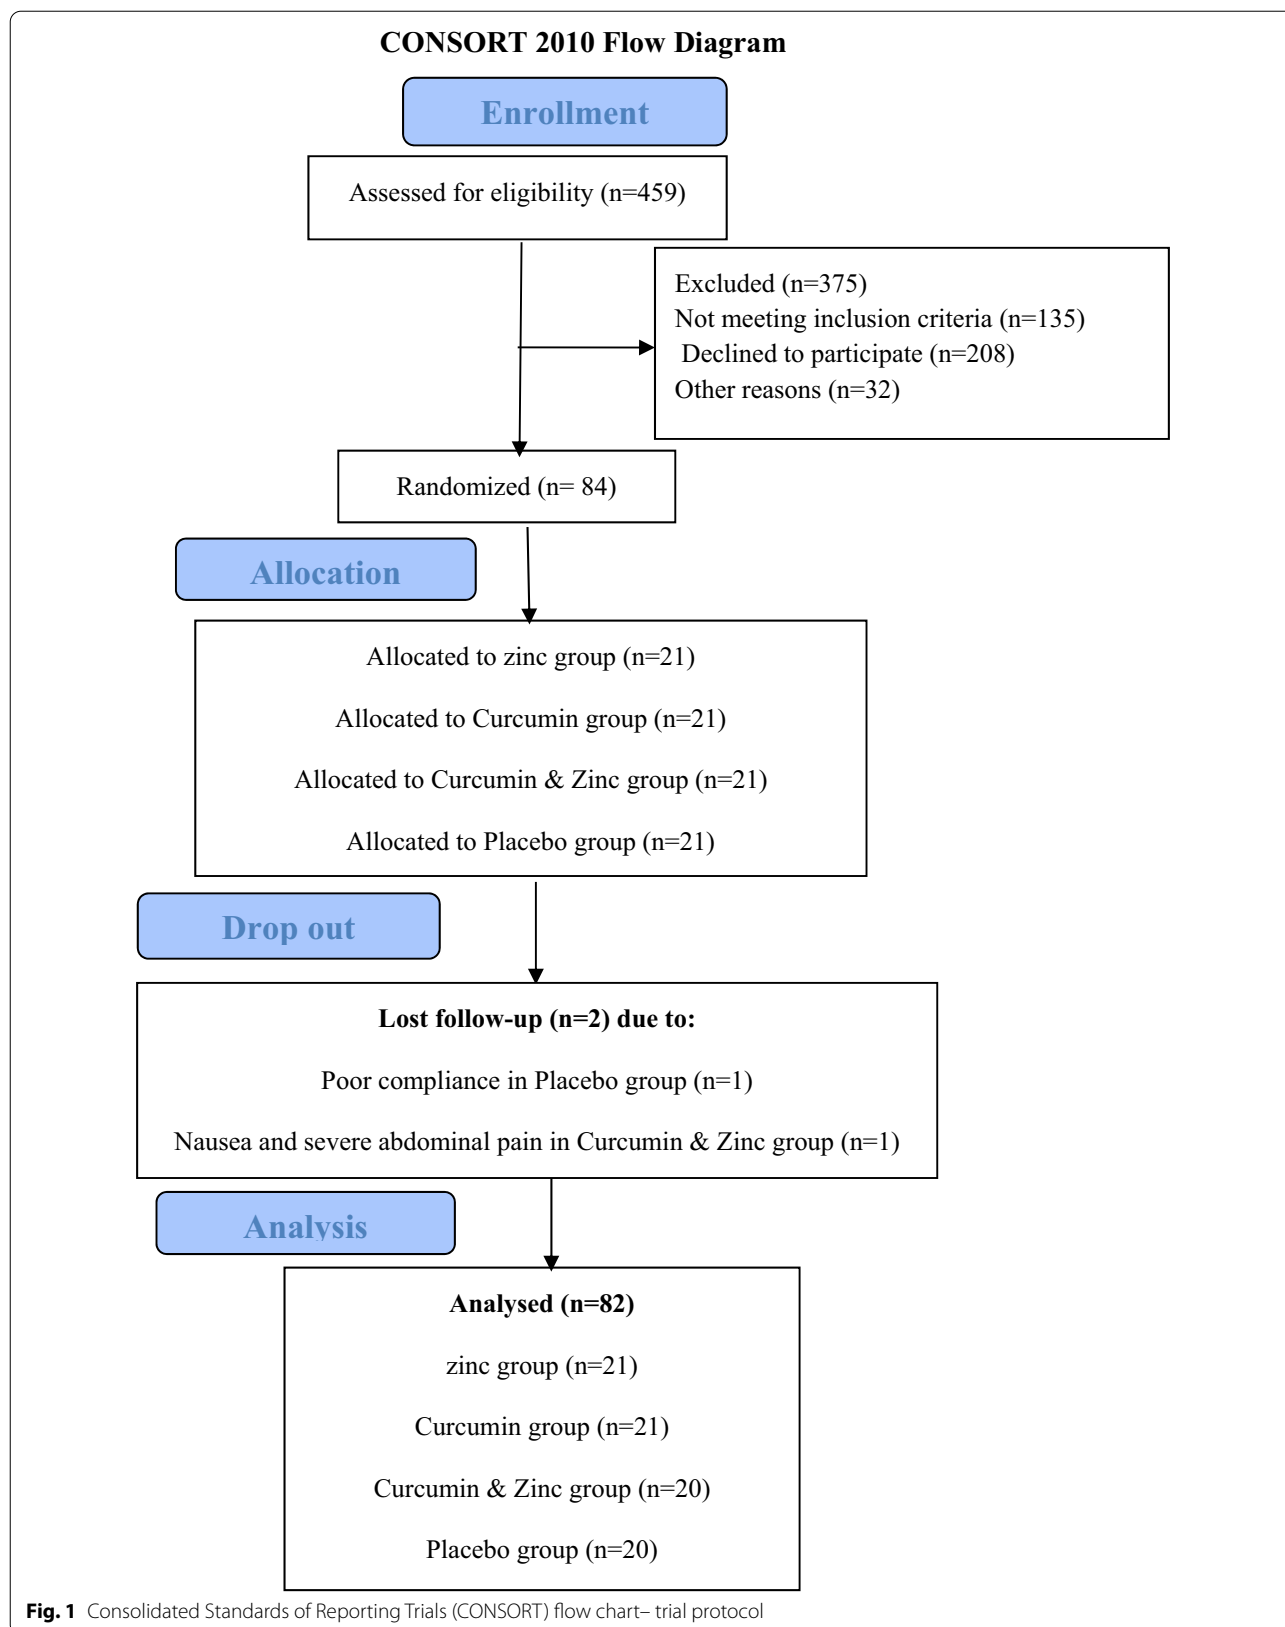 CONSORT 2010 Flow Diagram
Enrollment
Assessed for eligibility (n=459)
Excluded (n=375)
Not meeting inclusion criteria (n=135)
Declined to participate (n=208)
Other reasons (n=32)
Randomized (n= 84)
Allocation
Allocated to zinc group (n=21)
Allocated to Curcumin group (n=21)
Allocated to Curcumin & Zinc group (n=21)
Allocated to Placebo group (n=21)
Drop out
Lost follow-up (n=2) due to:
Poor compliance in Placebo group (n=1)
Nausea and severe abdominal pain in Curcumin & Zinc group (n=1)
Analysis
Analysed (n=82)
zinc group (n=21)
Curcumin group (n=21)
Curcumin & Zinc group (n=20)
Placebo group (n=20)
Fig. 1 Consolidated Standards of Reporting Trials (CONSORT) flow chart– trial protocol